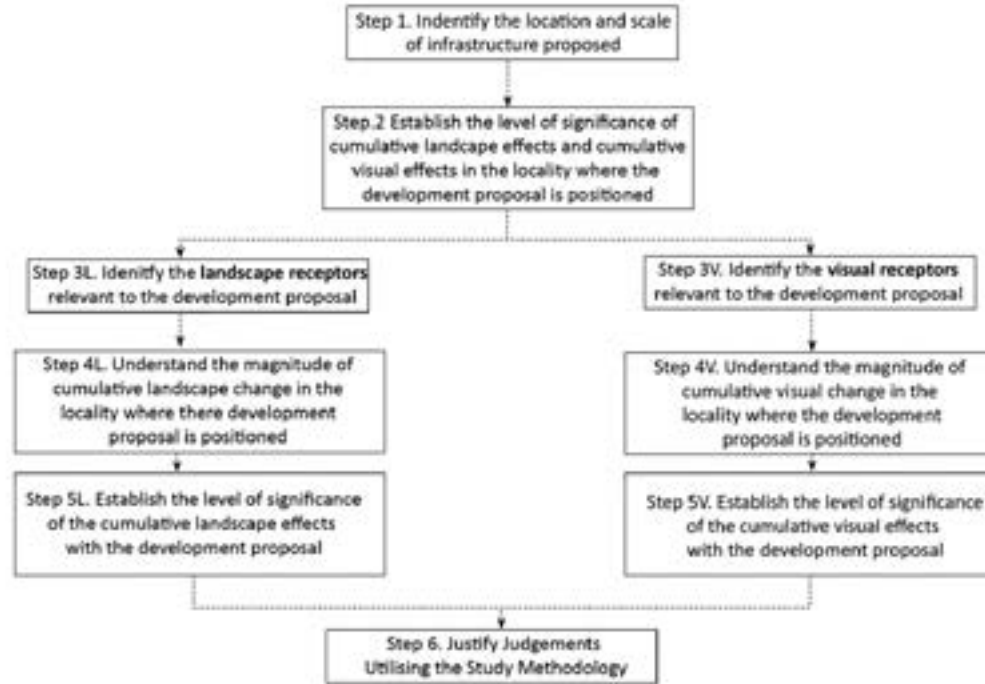 Step 1. Indentify the location and scale
of infrastructure proposed
Step.2 Establish the level of significance of
cumulative landcape effects and cumulative
visual effects in the locality where the
development proposal is positioned
Step 3L. Idenitfy the landscape receptors
relevant to the development proposal
Step 4L. Understand the magnitude of
cumulative landscape change in the
locality where there development
proposal is positioned
Step 5L. Establish the level of significance
of the cumulative landscape effects
with the development proposal
Step 3V. Identify the visual receptors
relevant to the development proposal
Step 4V. Understand the magnitude of
cumulative visual change in the
locality where the development
proposal is positioned
Step 5V. Establish the level of significance
of the cumulative visual effects
with the development proposal
Step 6. Justify Judgements
Utilising the Study Methodology